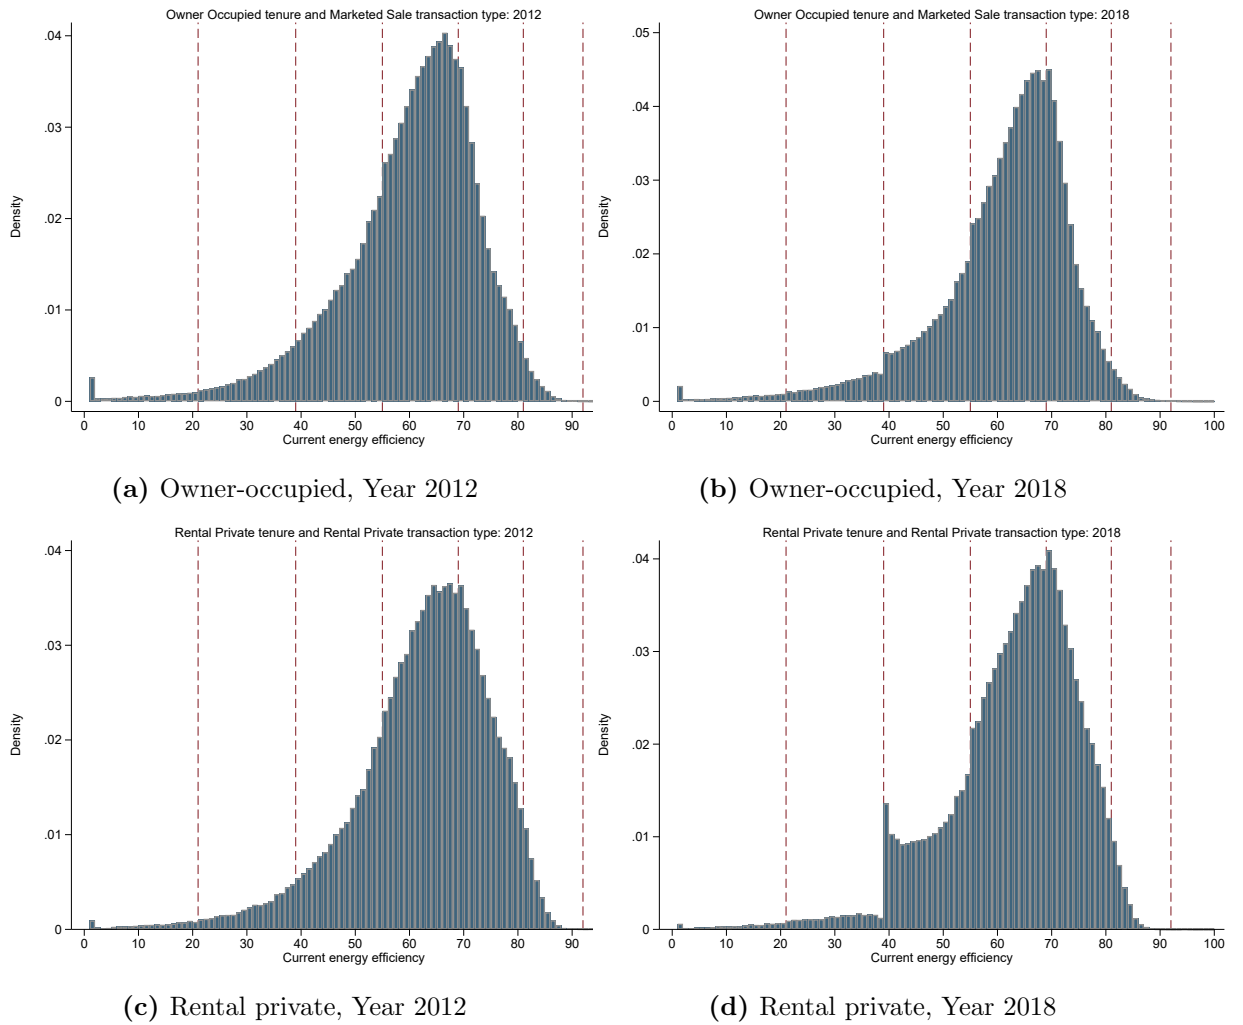 Owner Occupied tenure and Marketed Sale transaction type: 2012
.04
.03
.02
.01
0
Density
0 10 20 30 40 50 60 70 80 90
Current energy efficiency
(a) Owner-occupied, Year 2012
Owner Occupied tenure and Marketed Sale transaction type: 2018
.05
.04
.03
.02
.01
0
Density
0 10 20 30 40 50 60 70 80 90 100
Current energy efficiency
(b) Owner-occupied, Year 2018
Rental Private tenure and Rental Private transaction type: 2012
.04
.03
.02
.01
0
Density
0 10 20 30 40 50 60 70 80 90
Current energy efficiency
(c) Rental private, Year 2012
Rental Private tenure and Rental Private transaction type: 2018
.04
.03
.02
.01
0
Density
0 10 20 30 40 50 60 70 80 90 100
Current energy efficiency
(d) Rental private, Year 2018